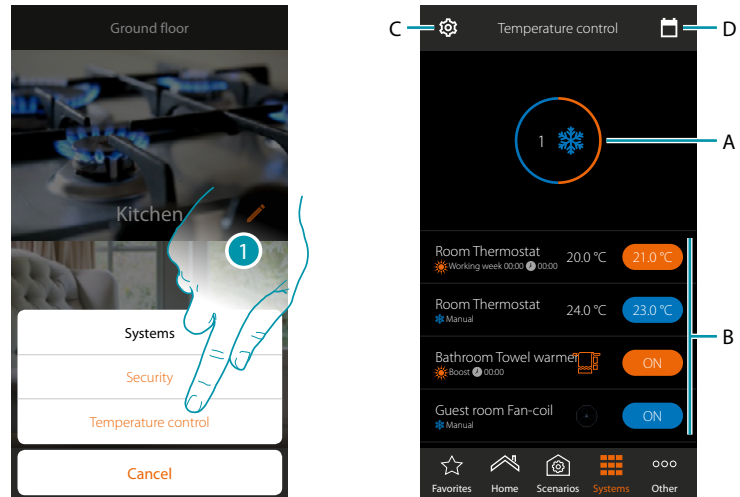 Ground floor
Kitchen
1
Systems
Security
Temperature control
Cancel
C
Temperature control
D
1
A
Room Thermostat 20.0 °C 21.0 °C
Working week 00:00 00:00
Room Thermostat 24.0 °C 23.0 °C
Manual
B
Bathroom Towel warmer ON
Boost 00:00
Guest room Fan-coil ON
Manual
Favorites Home Scenarios Systems Other